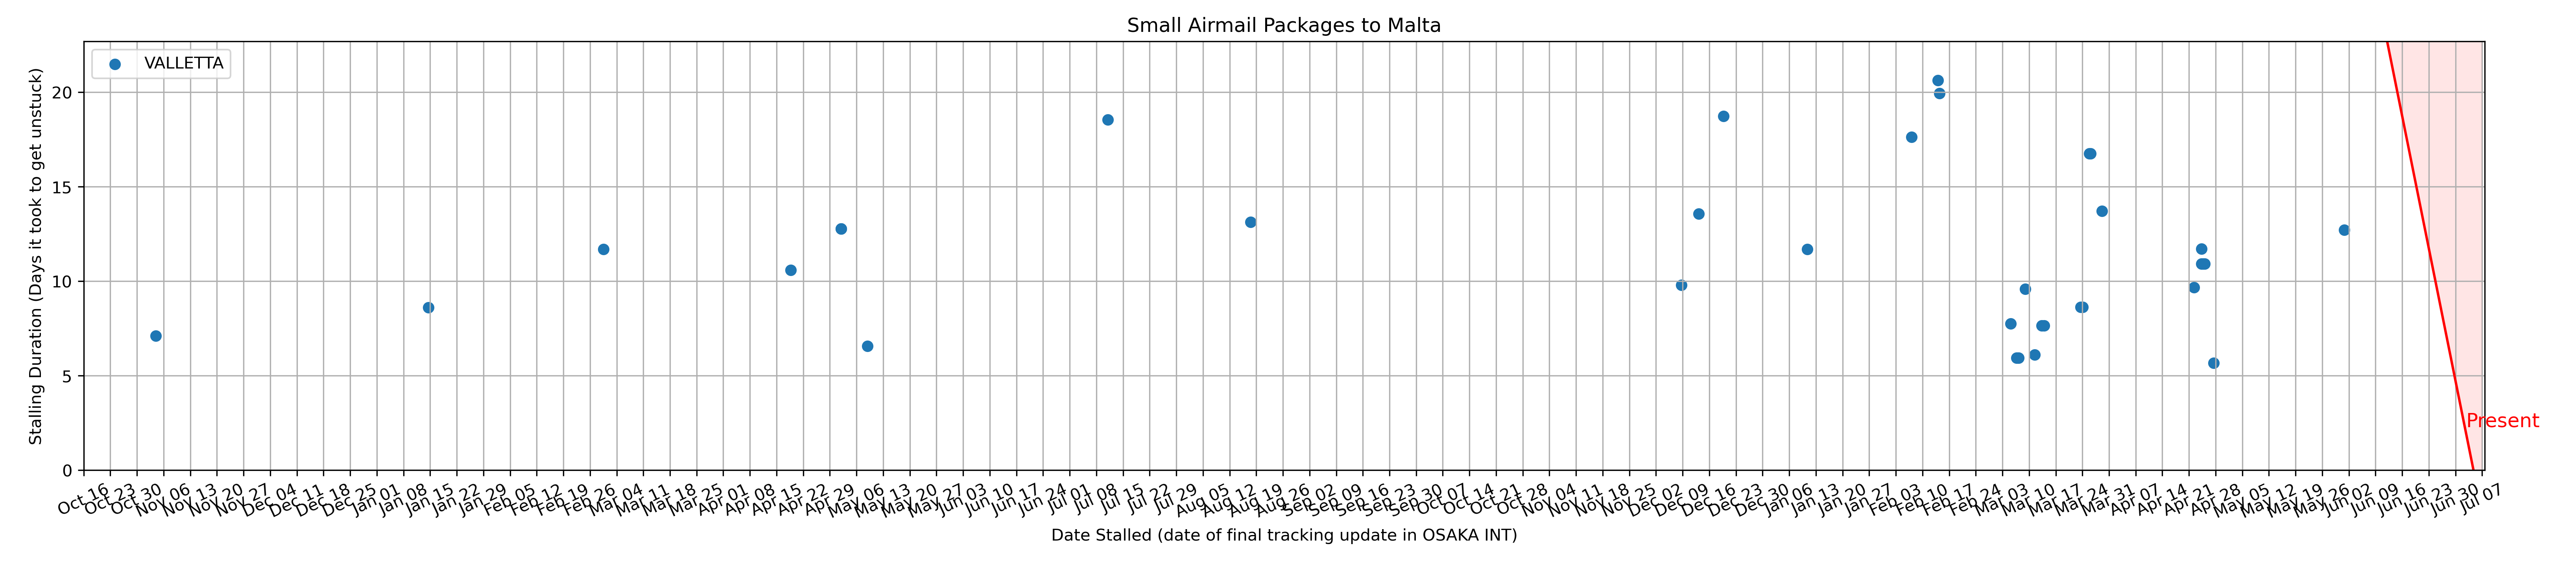 Small Airmail Packages to Malta
VALLETTA
Stalling Duration (Days it took to get unstuck)
20
15
10
5
0
Present
Oct 16
Oct 23
Oct 30
Nov 06
Nov 13
Nov 20
Nov 27
Dec 04
Dec 11
Dec 18
Dec 25
Jan 01
Jan 08
Jan 15
Jan 22
Jan 29
Feb 05
Feb 12
Feb 19
Feb 26
Mar 04
Mar 11
Mar 18
Mar 25
Apr 01
Apr 08
Apr 15
Apr 22
Apr 29
May 06
May 13
May 20
May 27
Jun 03
Jun 10
Jun 17
Jun 24
Jul 01
Jul 08
Jul 15
Jul 22
Jul 29
Aug 05
Aug 12
Aug 19
Aug 26
Sep 02
Sep 09
Sep 16
Sep 23
Sep 30
Oct 07
Oct 14
Oct 21
Oct 28
Nov 04
Nov 11
Nov 18
Nov 25
Dec 02
Dec 09
Dec 16
Dec 23
Dec 30
Jan 06
Jan 13
Jan 20
Jan 27
Feb 03
Feb 10
Feb 17
Feb 24
Mar 03
Mar 10
Mar 17
Mar 24
Mar 31
Apr 07
Apr 14
Apr 21
Apr 28
May 05
May 12
May 19
May 26
Jun 02
Jun 09
Jun 16
Jun 23
Jun 30
Jul 07
Date Stalled (date of final tracking update in OSAKA INT)